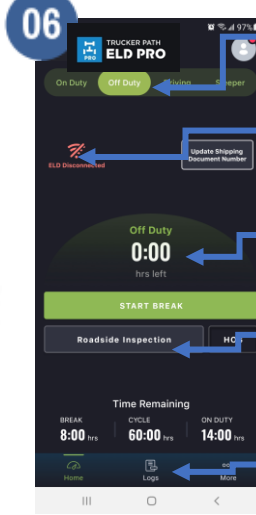 06
97%
TRUCKER PATH
ELD PRO
PRO
On Duty Off Duty Driving Sleeper
Update Shipping
Document Number
ELD Disconnected
Off Duty
0:00
hrs left
START BREAK
Roadside Inspection HOS
Time Remaining
BREAK CYCLE ON DUTY
8:00 hrs 60:00 hrs 14:00 hrs
Home Logs More